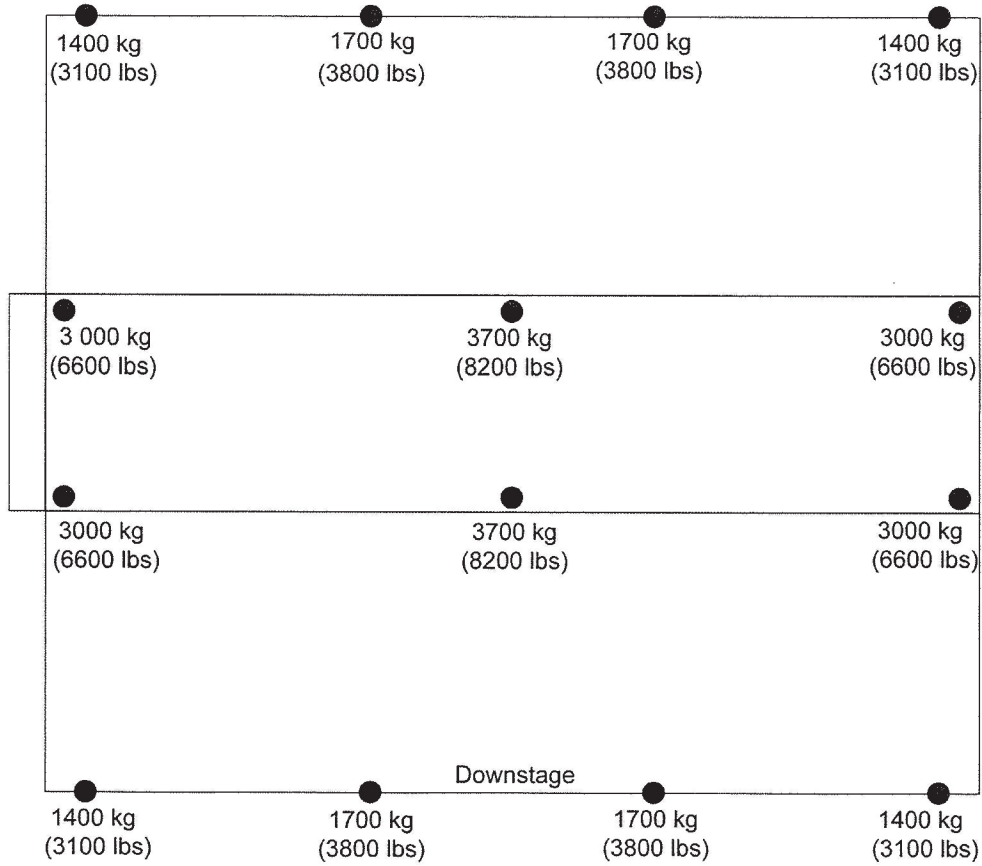 1400 kg
(3100 lbs)
1700 kg
(3800 lbs)
1700 kg
(3800 lbs)
1400 kg
(3100 lbs)
3 000 kg
(6600 lbs)
3700 kg
(8200 lbs)
3000 kg
(6600 lbs)
3000 kg
(6600 lbs)
3700 kg
(8200 lbs)
3000 kg
(6600 lbs)
Downstage
1400 kg
(3100 lbs)
1700 kg
(3800 lbs)
1700 kg
(3800 lbs)
1400 kg
(3100 lbs)